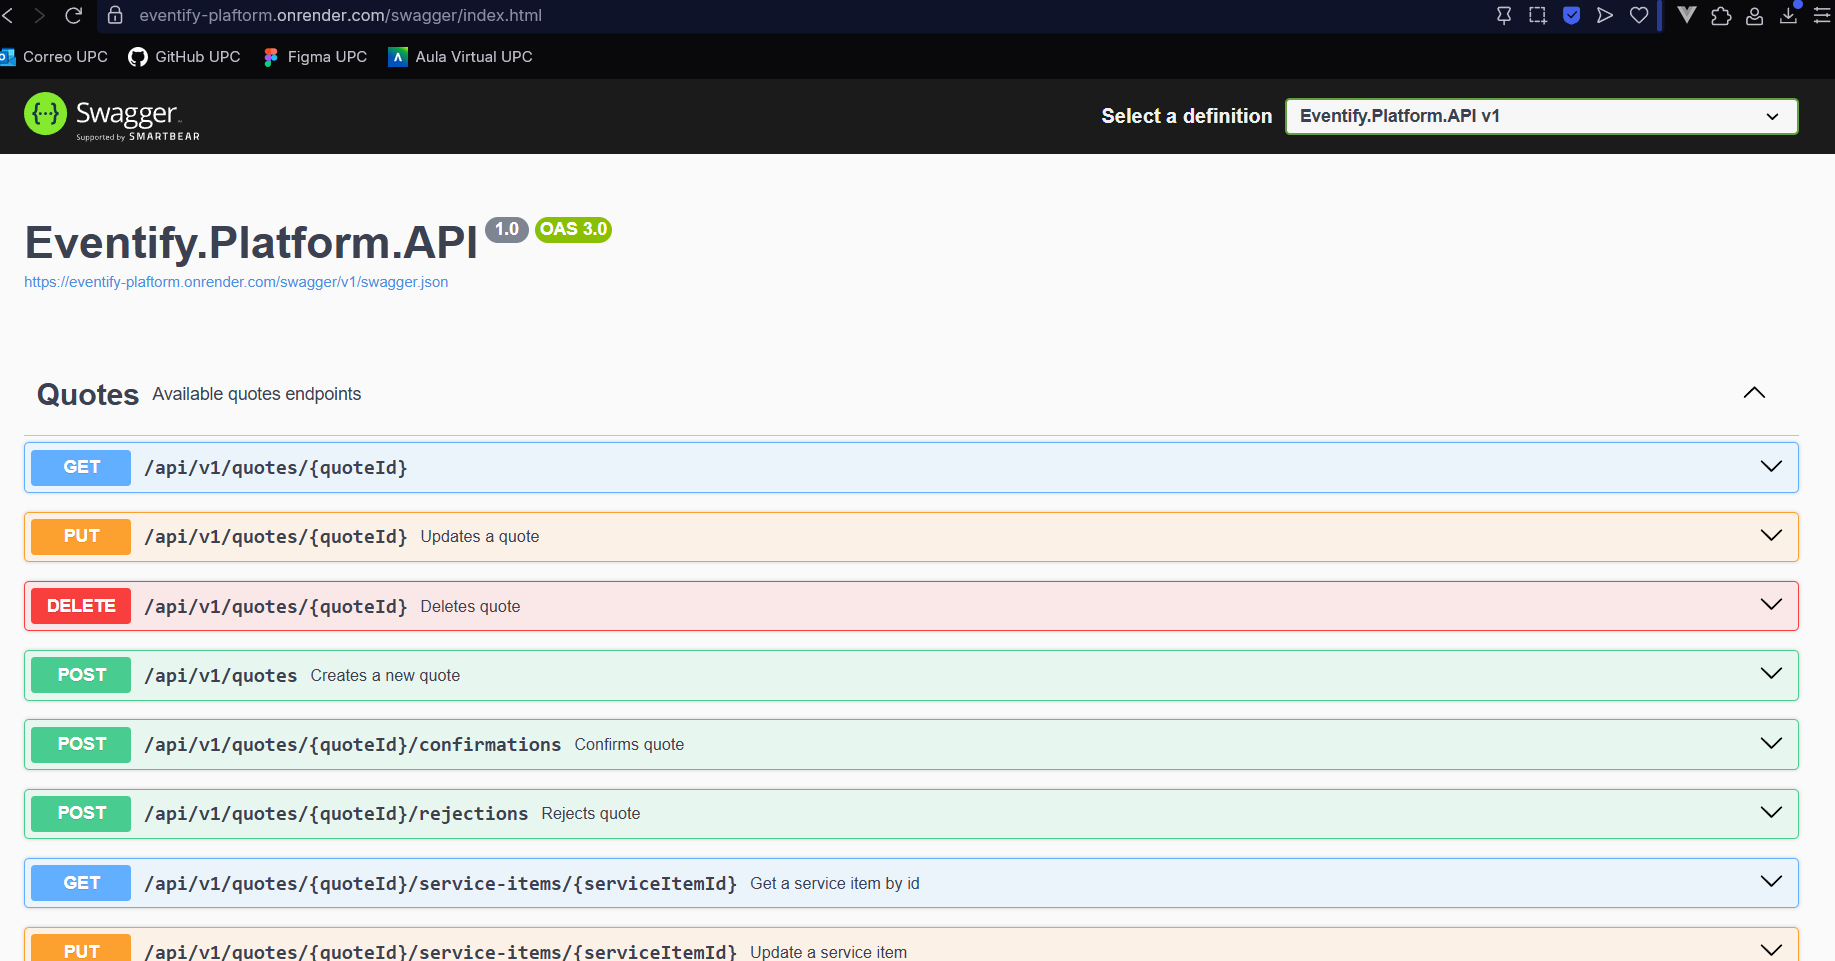 eventify-plaftorm.onrender.com/swagger/index.html
Correo UPC GitHub UPC Figma UPC Aula Virtual UPC
Swagger
Supported by SMARTBEAR
Select a definition Eventify.Platform.API v1
Eventify.Platform.API 1.0 OAS 3.0
https://eventify-plaftorm.onrender.com/swagger/v1/swagger.json
Quotes Available quotes endpoints
GET /api/v1/quotes/{quoteId}
PUT /api/v1/quotes/{quoteId} Updates a quote
DELETE /api/v1/quotes/{quoteId} Deletes quote
POST /api/v1/quotes Creates a new quote
POST /api/v1/quotes/{quoteId}/confirmations Confirms quote
POST /api/v1/quotes/{quoteId}/rejections Rejects quote
GET /api/v1/quotes/{quoteId}/service-items/{serviceItemId} Get a service item by id
PUT /api/v1/quotes/{quoteId}/service-items/{serviceItemId} Update a service item